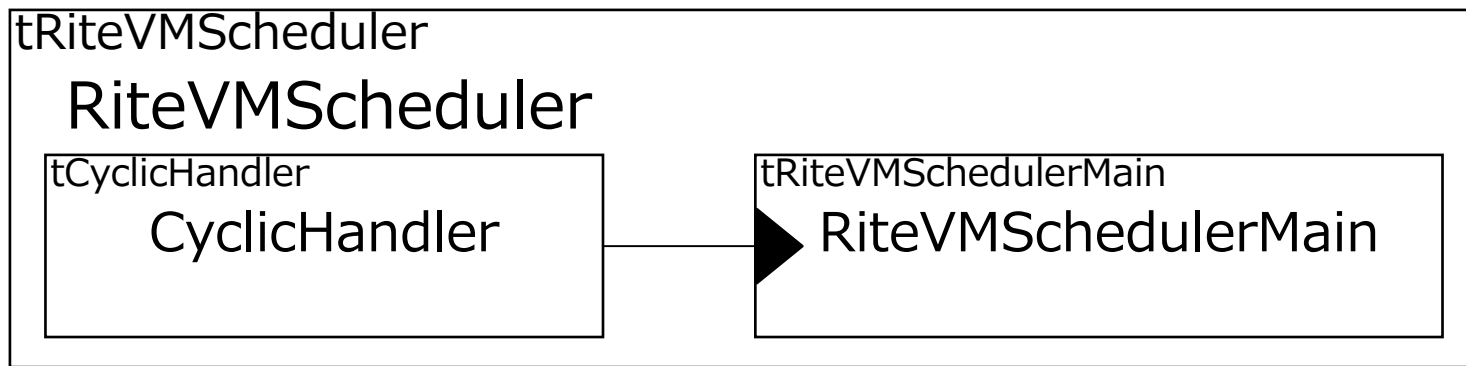 tRiteVMScheduler
RiteVMScheduler
tCyclicHandler
CyclicHandler
tRiteVMSchedulerMain
RiteVMSchedulerMain